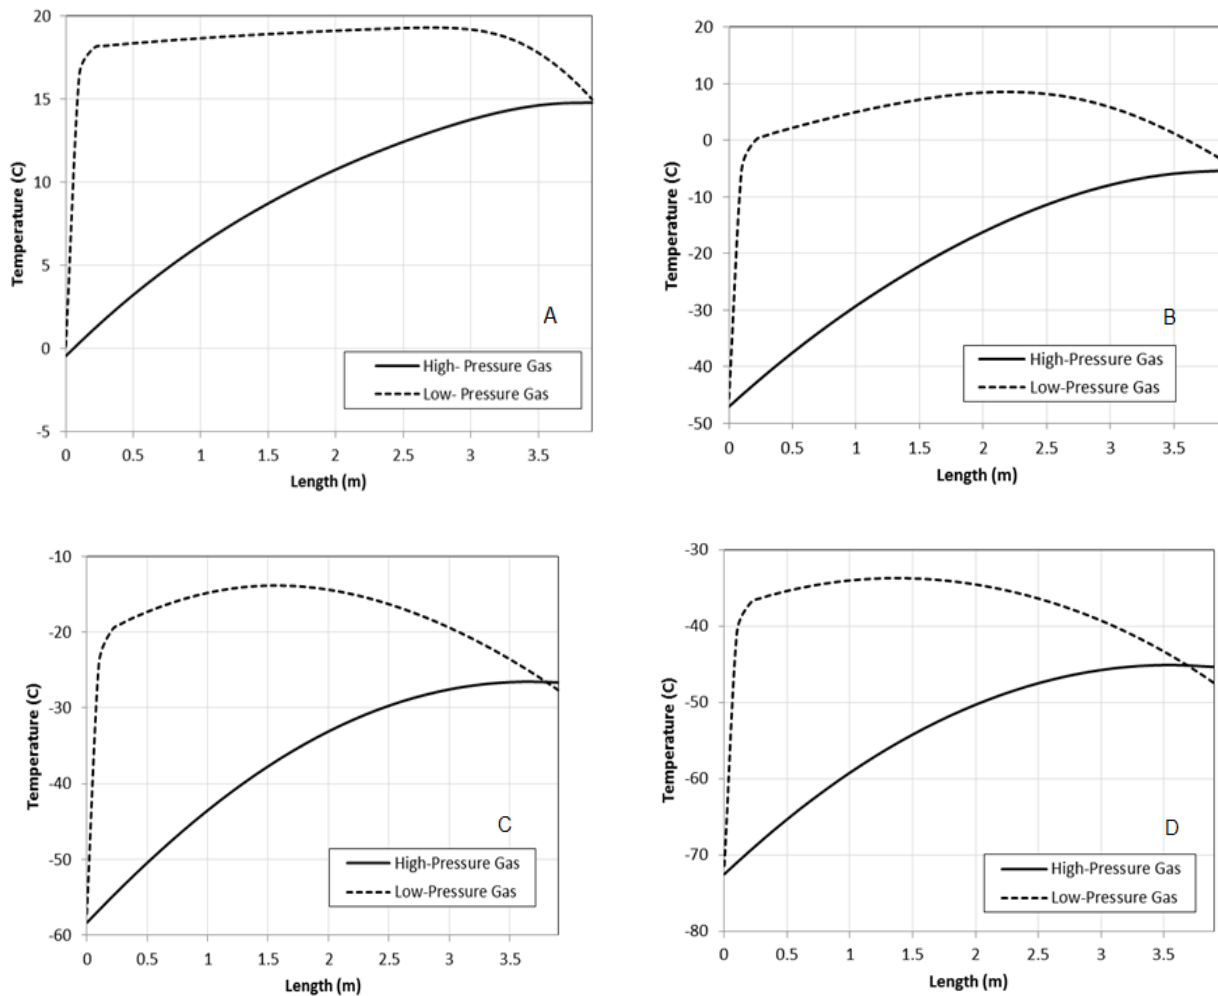 20
15
10
5
0
-5
Temperature (C)
0 0.5 1 1.5 2 2.5 3 3.5
Length (m)
A
High- Pressure Gas
Low- Pressure Gas
20
10
0
-10
-20
-30
-40
-50
Temperature (C)
0 0.5 1 1.5 2 2.5 3 3.5
Length (m)
B
High-Pressure Gas
Low-Pressure Gas
-10
-20
-30
-40
-50
-60
Temperature (C)
0 0.5 1 1.5 2 2.5 3 3.5
Length (m)
C
High-Pressure Gas
Low-Pressure Gas
-30
-40
-50
-60
-70
-80
Temperature (C)
0 0.5 1 1.5 2 2.5 3 3.5
Length (m)
D
High-Pressure Gas
Low-Pressure Gas